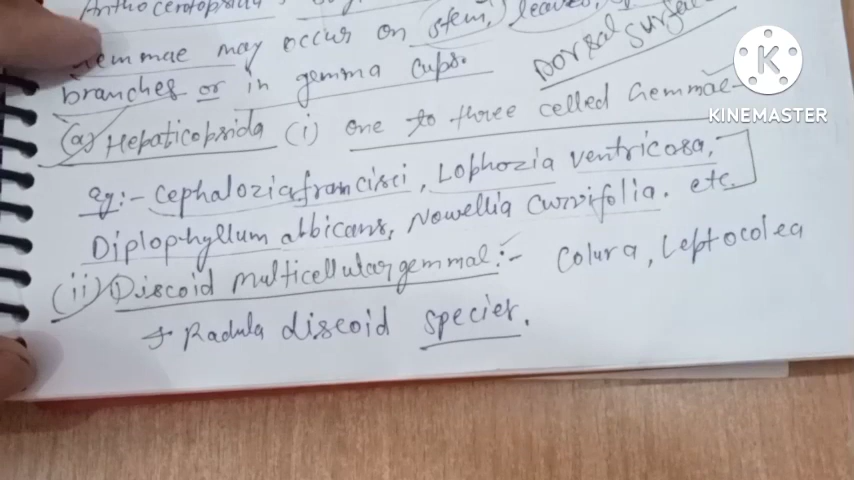 Anthocerotopsida
Gemmae may occur on stem, leaves,
branches or in gemma cups. Dorsal surface
(a) Hepaticopsida (i) one to three celled Gemmae-
eg:- Cephalozia francisci, Lophozia ventricosa,
Diplophyllum albicans, Nowellia curvifolia. etc.
(ii) Discoid multicellular gemmal:- Colura, Leptocolea
Radula discoid species.
KINEMASTER